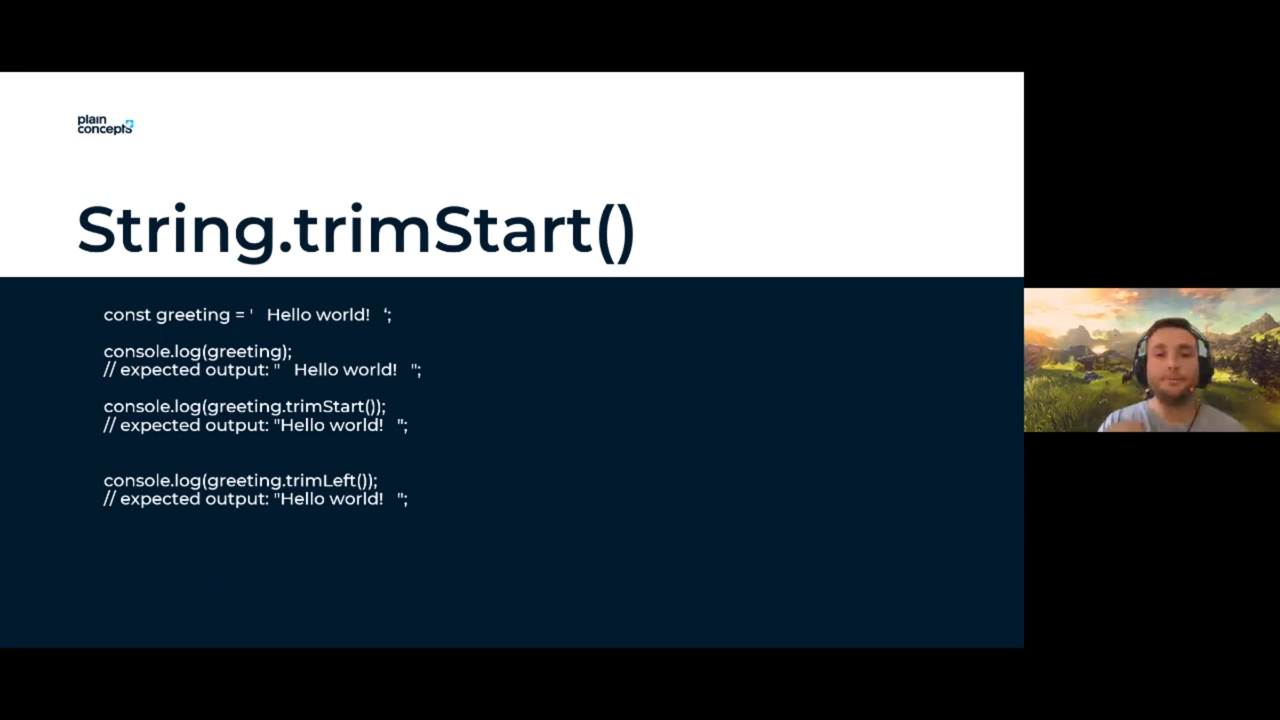 plain
concepts
String.trimStart()
const greeting = '   Hello world!   ‘;
console.log(greeting);
// expected output: "   Hello world!   ";
console.log(greeting.trimStart());
// expected output: "Hello world!   ";
console.log(greeting.trimLeft());
// expected output: "Hello world!   ";